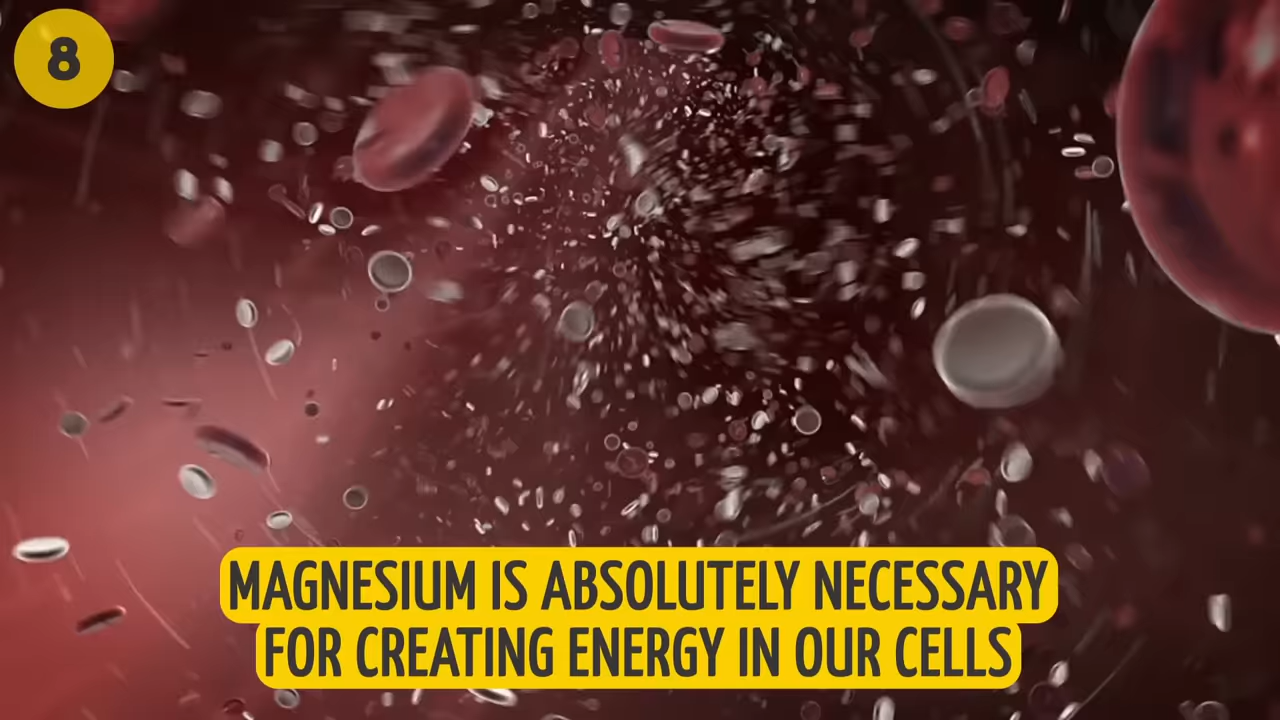 8
MAGNESIUM IS ABSOLUTELY NECESSARY
FOR CREATING ENERGY IN OUR CELLS